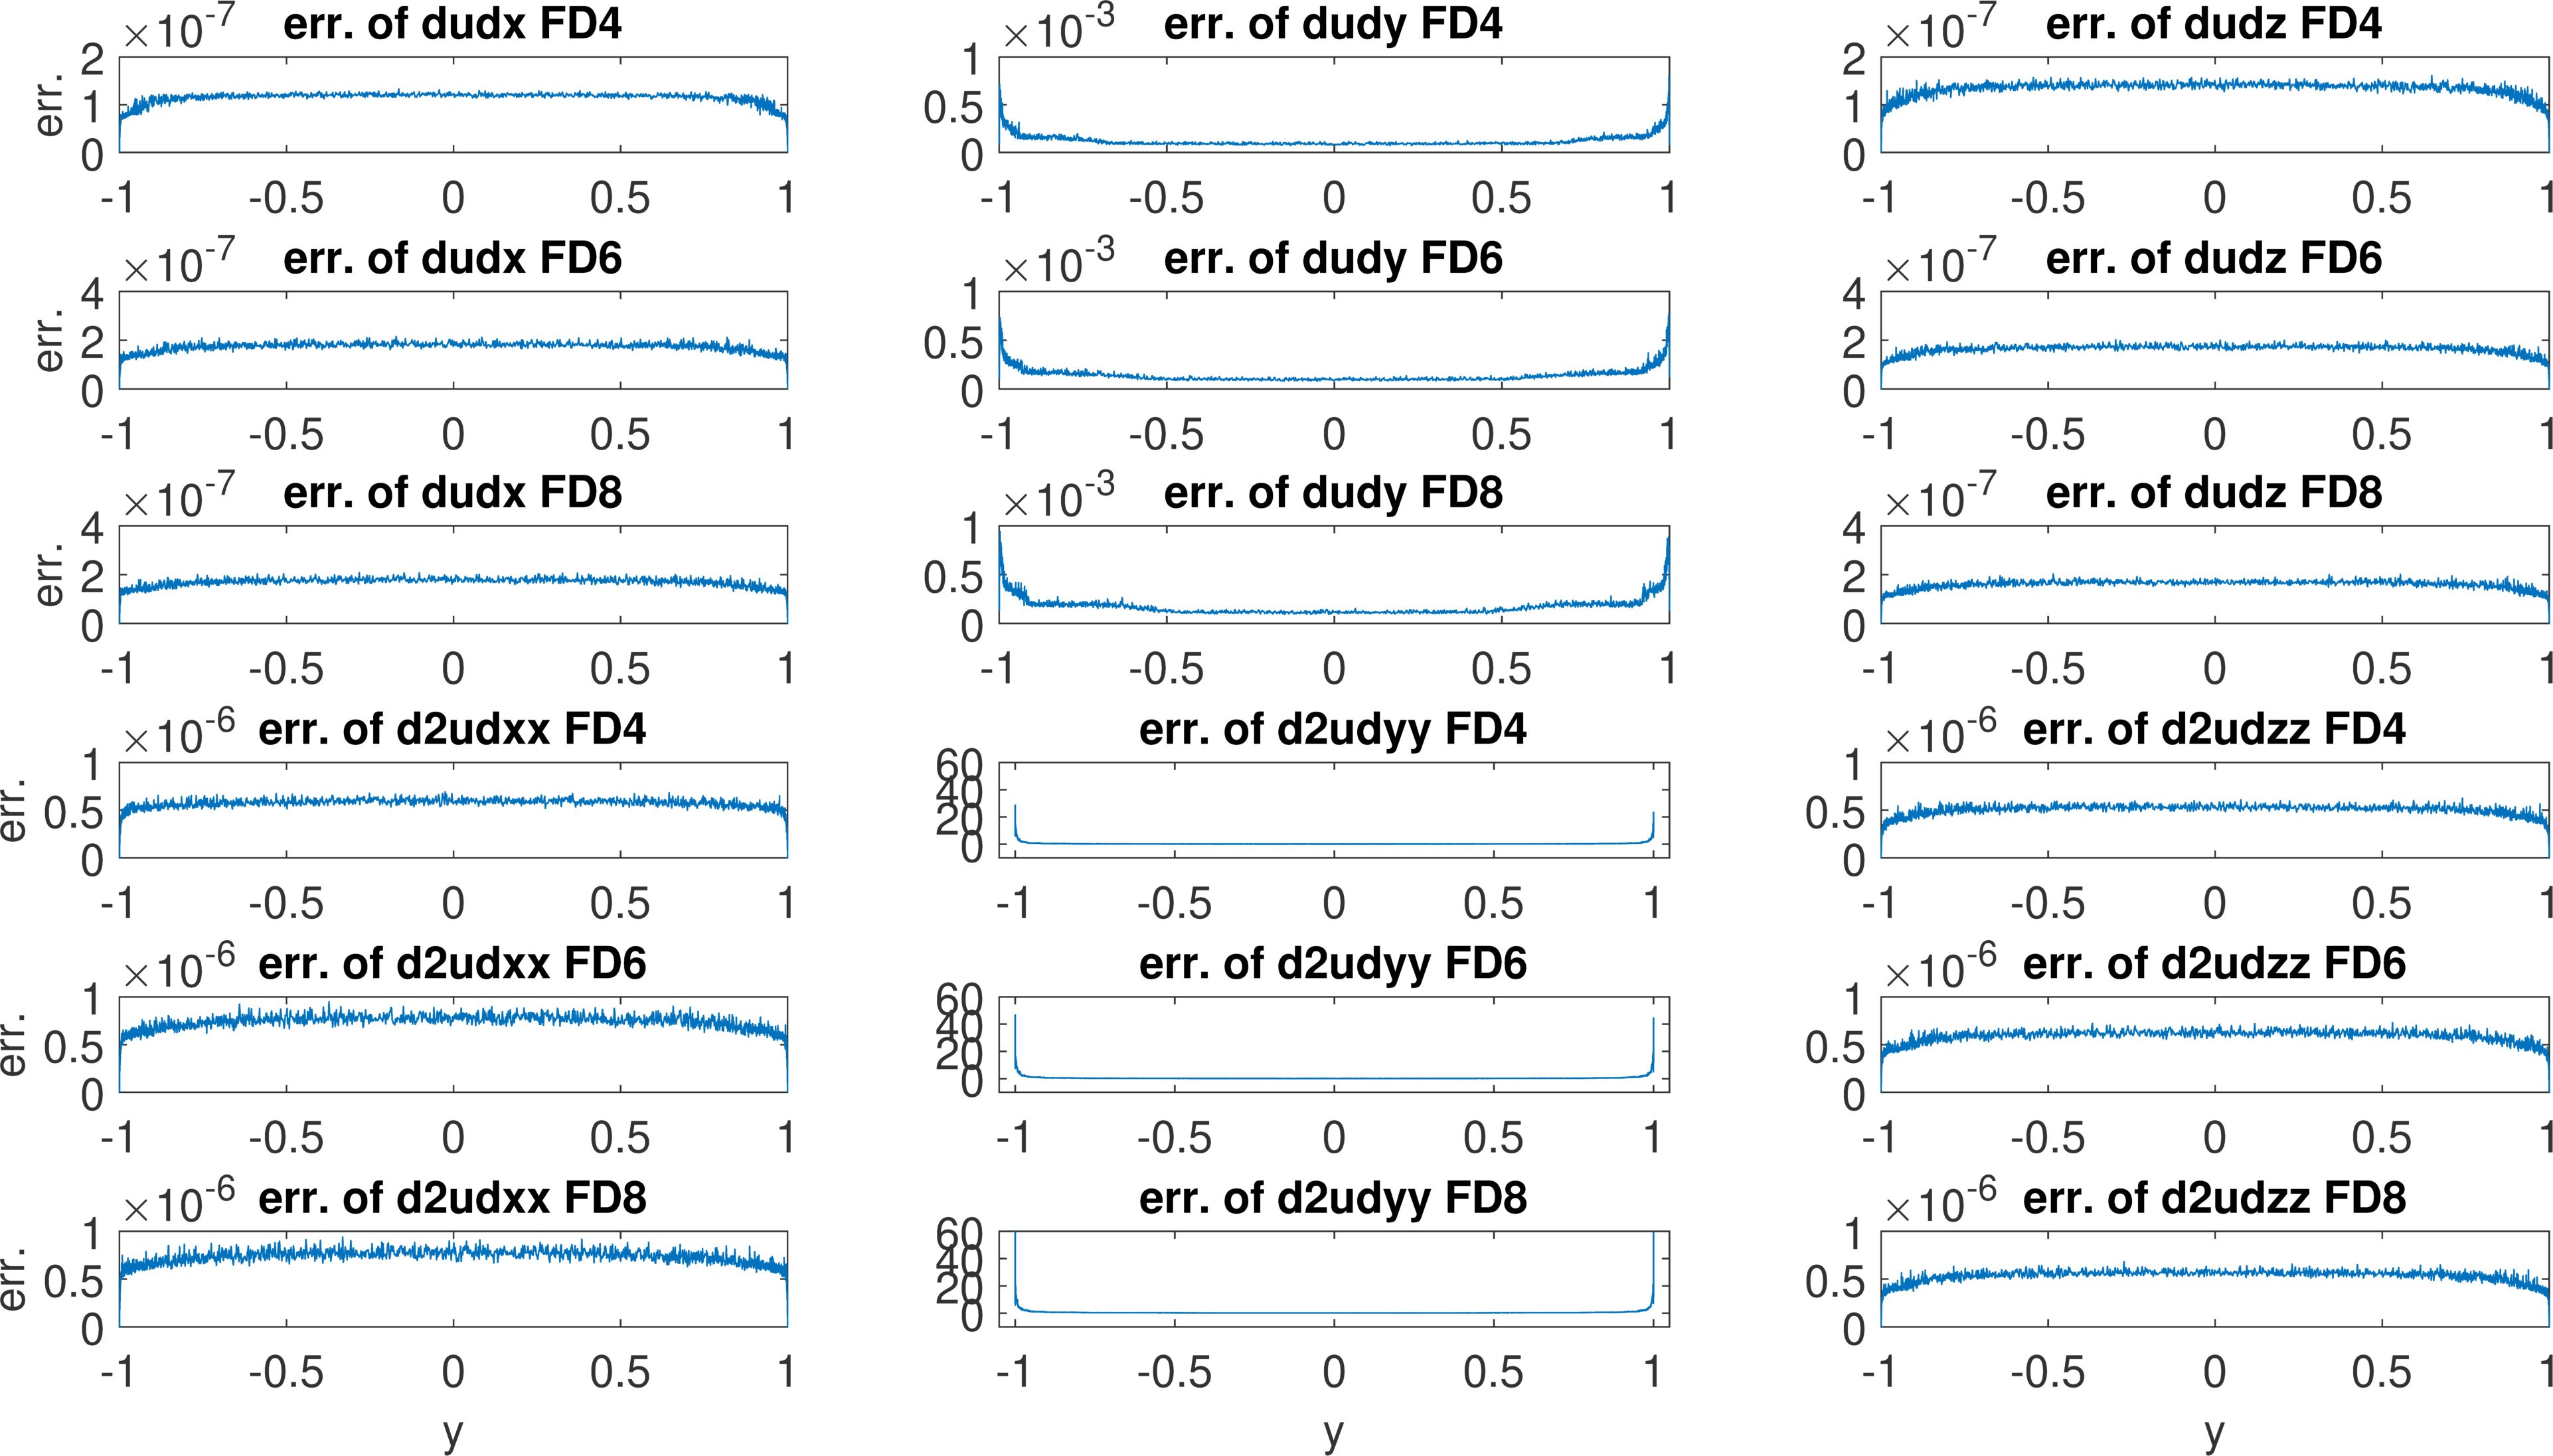 ×10-7 err. of dudx FD4 ×10-3 err. of dudy FD4 ×10-7 err. of dudz FD4
2 1 2
err. 1 0.5 1
0 0 0
-1 -0.5 0 0.5 1 -1 -0.5 0 0.5 1 -1 -0.5 0 0.5 1
×10-7 err. of dudx FD6 ×10-3 err. of dudy FD6 ×10-7 err. of dudz FD6
4 1 4
err. 2 0.5 2
0 0 0
-1 -0.5 0 0.5 1 -1 -0.5 0 0.5 1 -1 -0.5 0 0.5 1
×10-7 err. of dudx FD8 ×10-3 err. of dudy FD8 ×10-7 err. of dudz FD8
4 1 4
err. 2 0.5 2
0 0 0
-1 -0.5 0 0.5 1 -1 -0.5 0 0.5 1 -1 -0.5 0 0.5 1
×10-6 err. of d2udxx FD4 err. of d2udyy FD4 ×10-6 err. of d2udzz FD4
1 60 1
40
err. 0.5 20 0.5
0 0 0
-1 -0.5 0 0.5 1 -1 -0.5 0 0.5 1 -1 -0.5 0 0.5 1
×10-6 err. of d2udxx FD6 err. of d2udyy FD6 ×10-6 err. of d2udzz FD6
1 60 1
40
err. 0.5 20 0.5
0 0 0
-1 -0.5 0 0.5 1 -1 -0.5 0 0.5 1 -1 -0.5 0 0.5 1
×10-6 err. of d2udxx FD8 err. of d2udyy FD8 ×10-6 err. of d2udzz FD8
1 60 1
40
err. 0.5 20 0.5
0 0 0
-1 -0.5 0 0.5 1 -1 -0.5 0 0.5 1 -1 -0.5 0 0.5 1
y y y